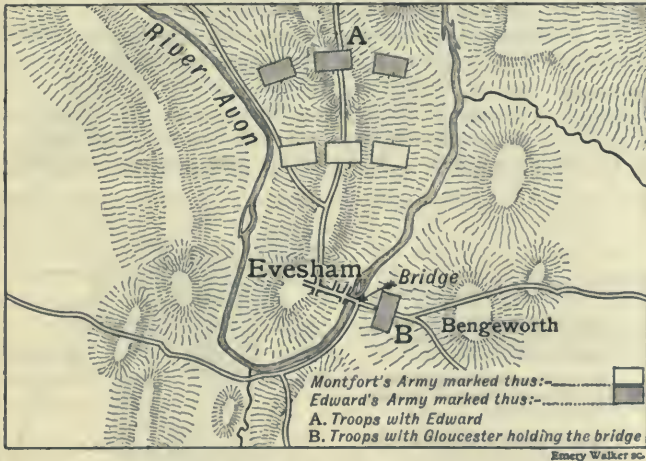 A
River Avon
Evesham
Bridge
B
Bengeworth
Montfort's Army marked thus:-
Edward's Army marked thus:-
A. Troops with Edward
B. Troops with Gloucester holding the bridge
Emery Walker sc.